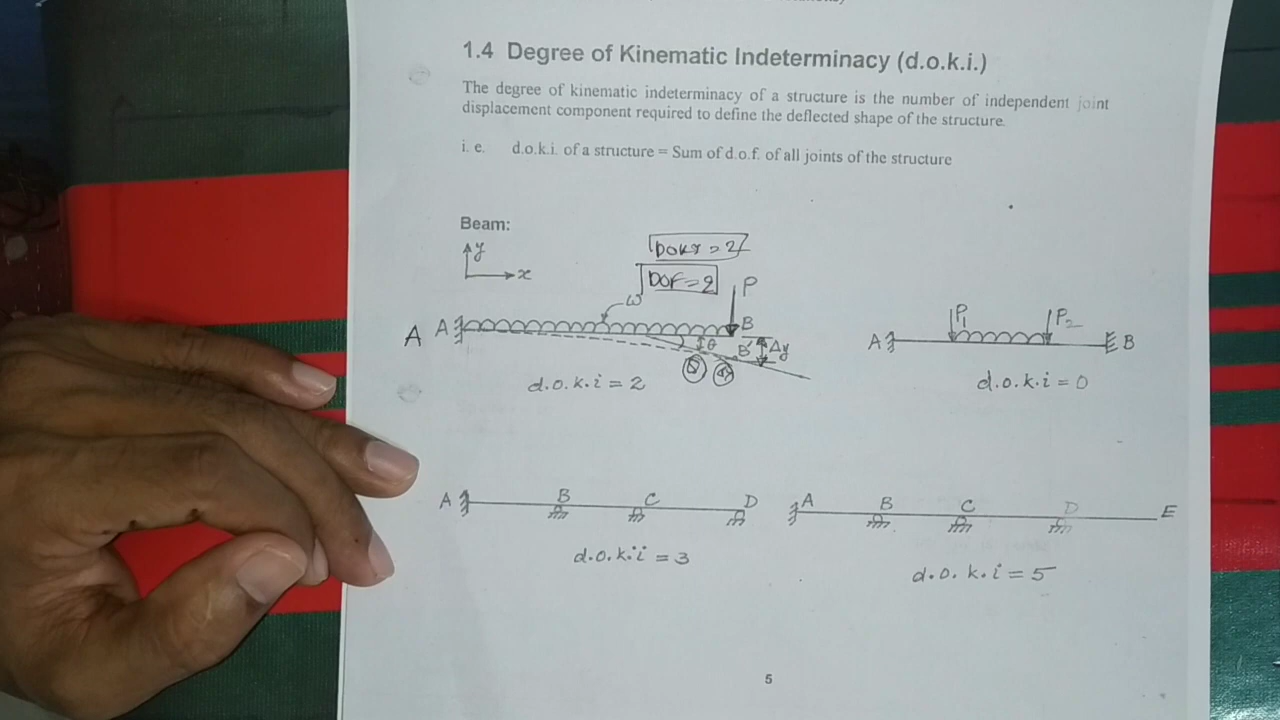 1.4 Degree of Kinematic Indeterminacy (d.o.k.i.)
The degree of kinematic indeterminacy of a structure is the number of independent joint
displacement component required to define the deflected shape of the structure.
i. e. d.o.k.i. of a structure = Sum of d.o.f. of all joints of the structure
Beam:
y
x
DOKI = 2
DOF = 2
ω P
A A B
θ B' Δy
d.o.k.i = 2
P1 P2
A B
d.o.k.i = 0
A B C D
d.o.k.i = 3
A B C D E
d.o.k.i = 5
5